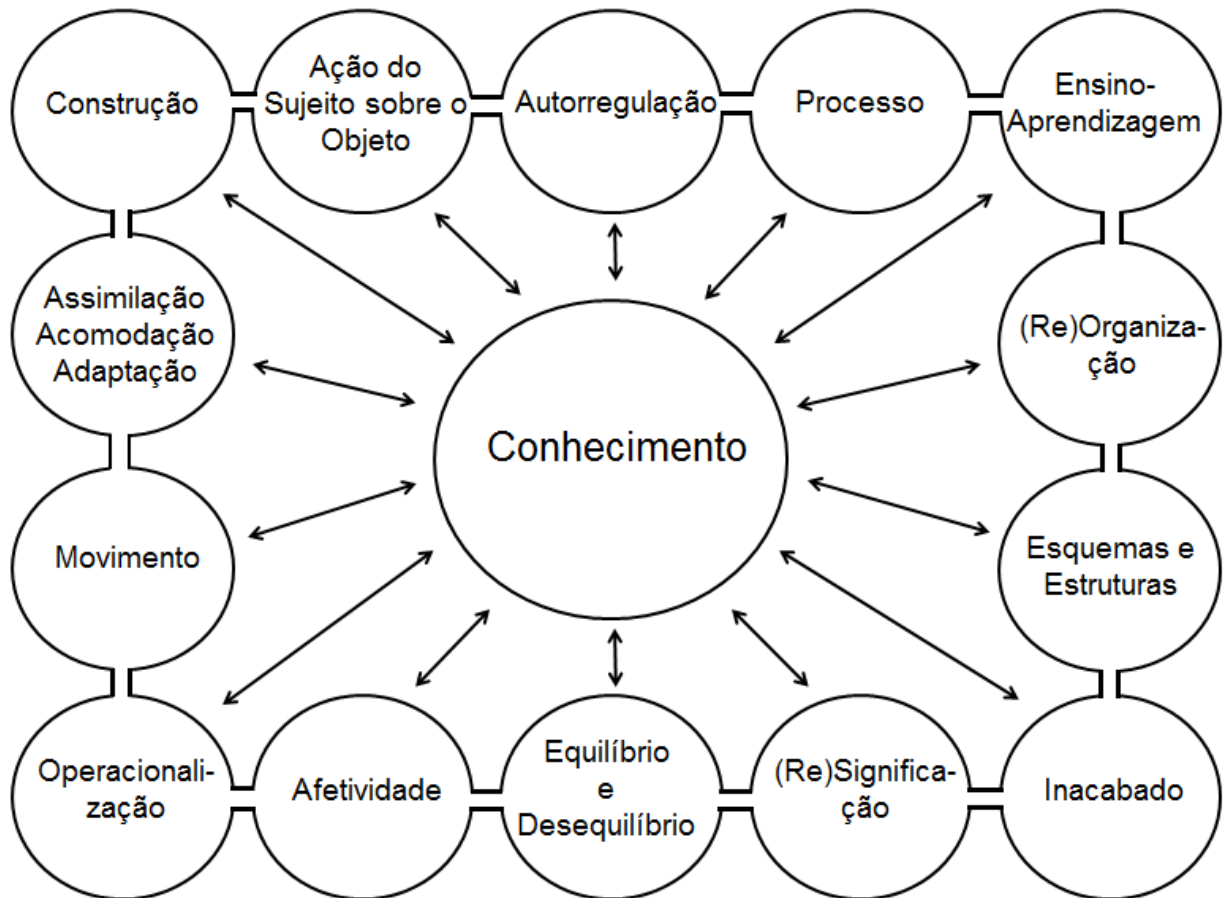 Construção
Ação do
Sujeito sobre o
Objeto
Autorregulação
Processo
Ensino-
Aprendizagem
Assimilação
Acomodação
Adaptação
(Re)Organiza-
ção
Conhecimento
Movimento
Esquemas e
Estruturas
Operacionali-
zação
Afetividade
Equilíbrio
e
Desequilíbrio
(Re)Significa-
ção
Inacabado